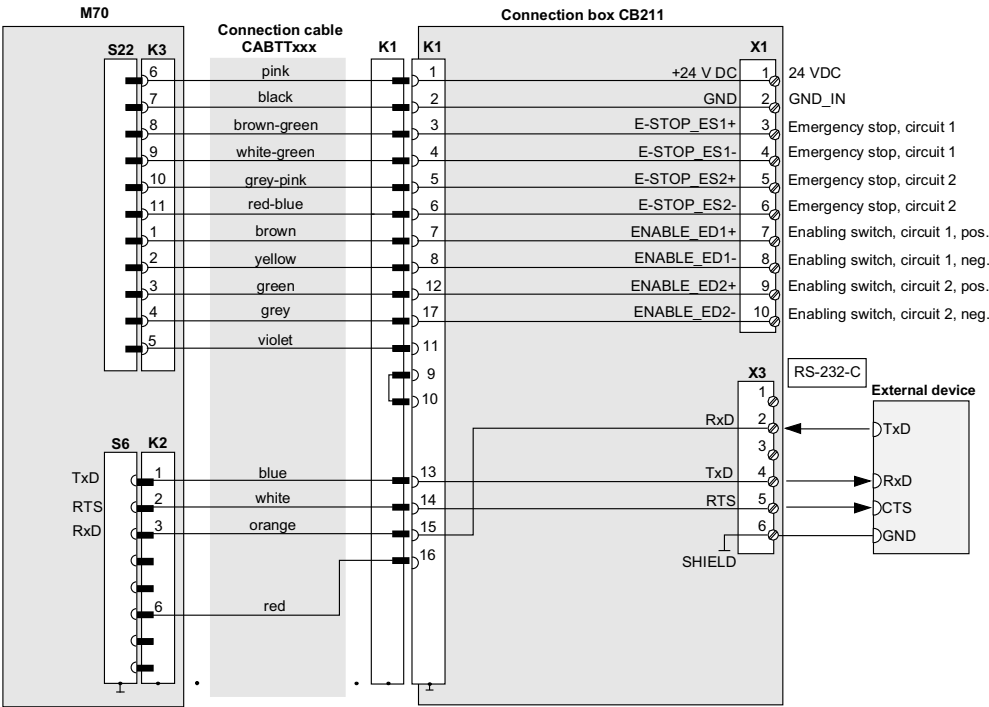 M70
Connection box CB211
Connection cable
CABTTxxx
S22 K3
K1
K1
X1
6 pink 1 +24 V DC 1 24 VDC
7 black 2 GND 2 GND_IN
8 brown-green 3 E-STOP_ES1+ 3 Emergency stop, circuit 1
9 white-green 4 E-STOP_ES1- 4 Emergency stop, circuit 1
10 grey-pink 5 E-STOP_ES2+ 5 Emergency stop, circuit 2
11 red-blue 6 E-STOP_ES2- 6 Emergency stop, circuit 2
1 brown 7 ENABLE_ED1+ 7 Enabling switch, circuit 1, pos.
2 yellow 8 ENABLE_ED1- 8 Enabling switch, circuit 1, neg.
3 green 12 ENABLE_ED2+ 9 Enabling switch, circuit 2, pos.
4 grey 17 ENABLE_ED2- 10 Enabling switch, circuit 2, neg.
5 violet 11
9
10
X3
RS-232-C
External device
1
RxD 2 TxD
3
S6 K2
TxD 1 blue 13 TxD 4 RxD
RTS 2 white 14 RTS 5 CTS
RxD 3 orange 15 6 GND
16
SHIELD
6 red